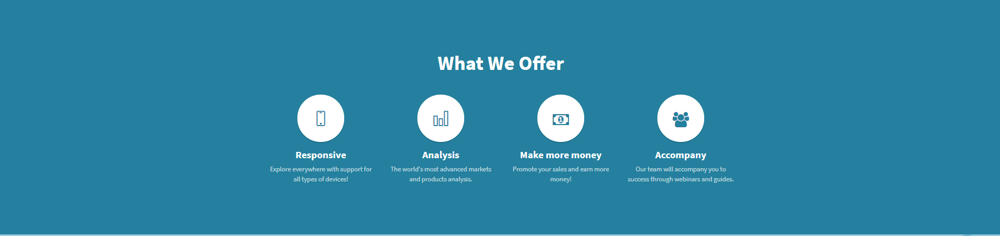 What We Offer
1
Responsive
Explore everywhere with support for
all types of devices!
Analysis
The world's most advanced markets
and products analysis.
Make more money
Promote your sales and earn more
money!
Accompany
Our team will accompany you to
success through webinars and guides.